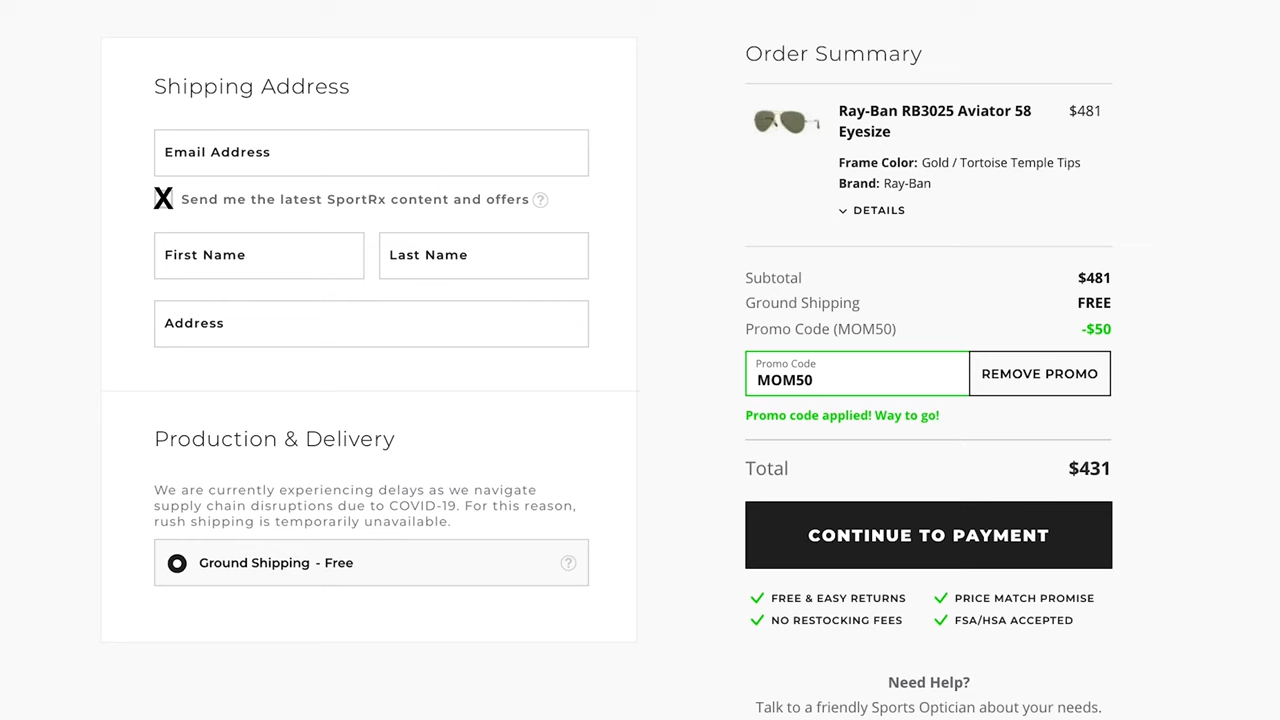 Shipping Address
Email Address
X Send me the latest SportRx content and offers ?
First Name
Last Name
Address
Production & Delivery
We are currently experiencing delays as we navigate
supply chain disruptions due to COVID-19. For this reason,
rush shipping is temporarily unavailable.
Ground Shipping - Free ?
Order Summary
Ray-Ban RB3025 Aviator 58 $481
Eyesize
Frame Color: Gold / Tortoise Temple Tips
Brand: Ray-Ban
DETAILS
Subtotal $481
Ground Shipping FREE
Promo Code (MOM50) -$50
Promo Code
MOM50
REMOVE PROMO
Promo code applied! Way to go!
Total $431
CONTINUE TO PAYMENT
FREE & EASY RETURNS PRICE MATCH PROMISE
NO RESTOCKING FEES FSA/HSA ACCEPTED
Need Help?
Talk to a friendly Sports Optician about your needs.